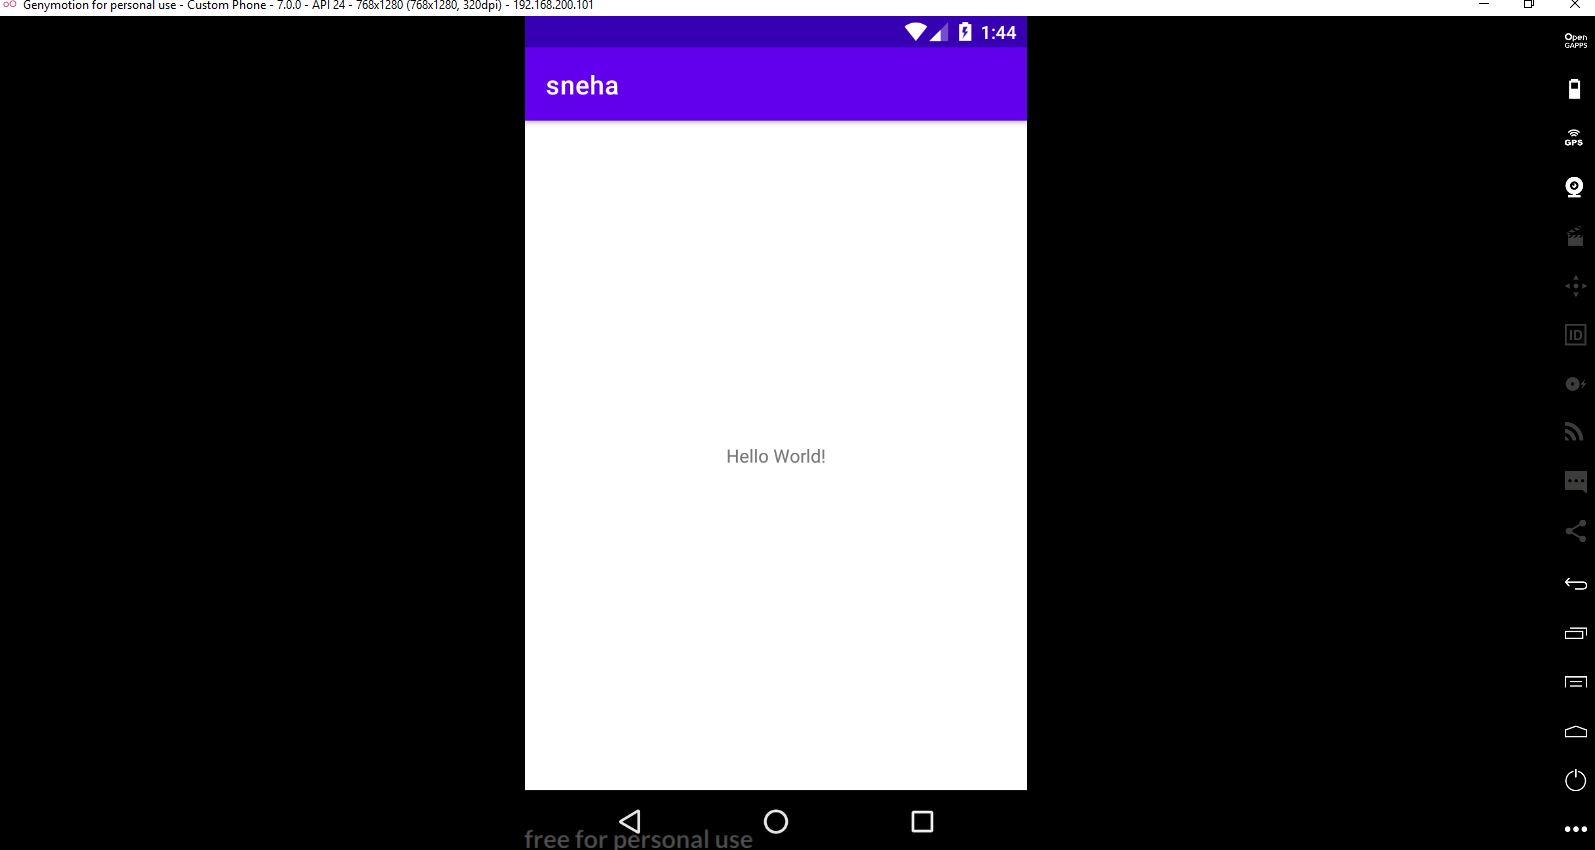 Genymotion for personal use - Custom Phone - 7.0.0 - API 24 - 768x1280 (768x1280, 320dpi) - 192.168.200.101
1:44
Open
GAPPS
sneha
GPS
ID
Hello World!
free for personal use